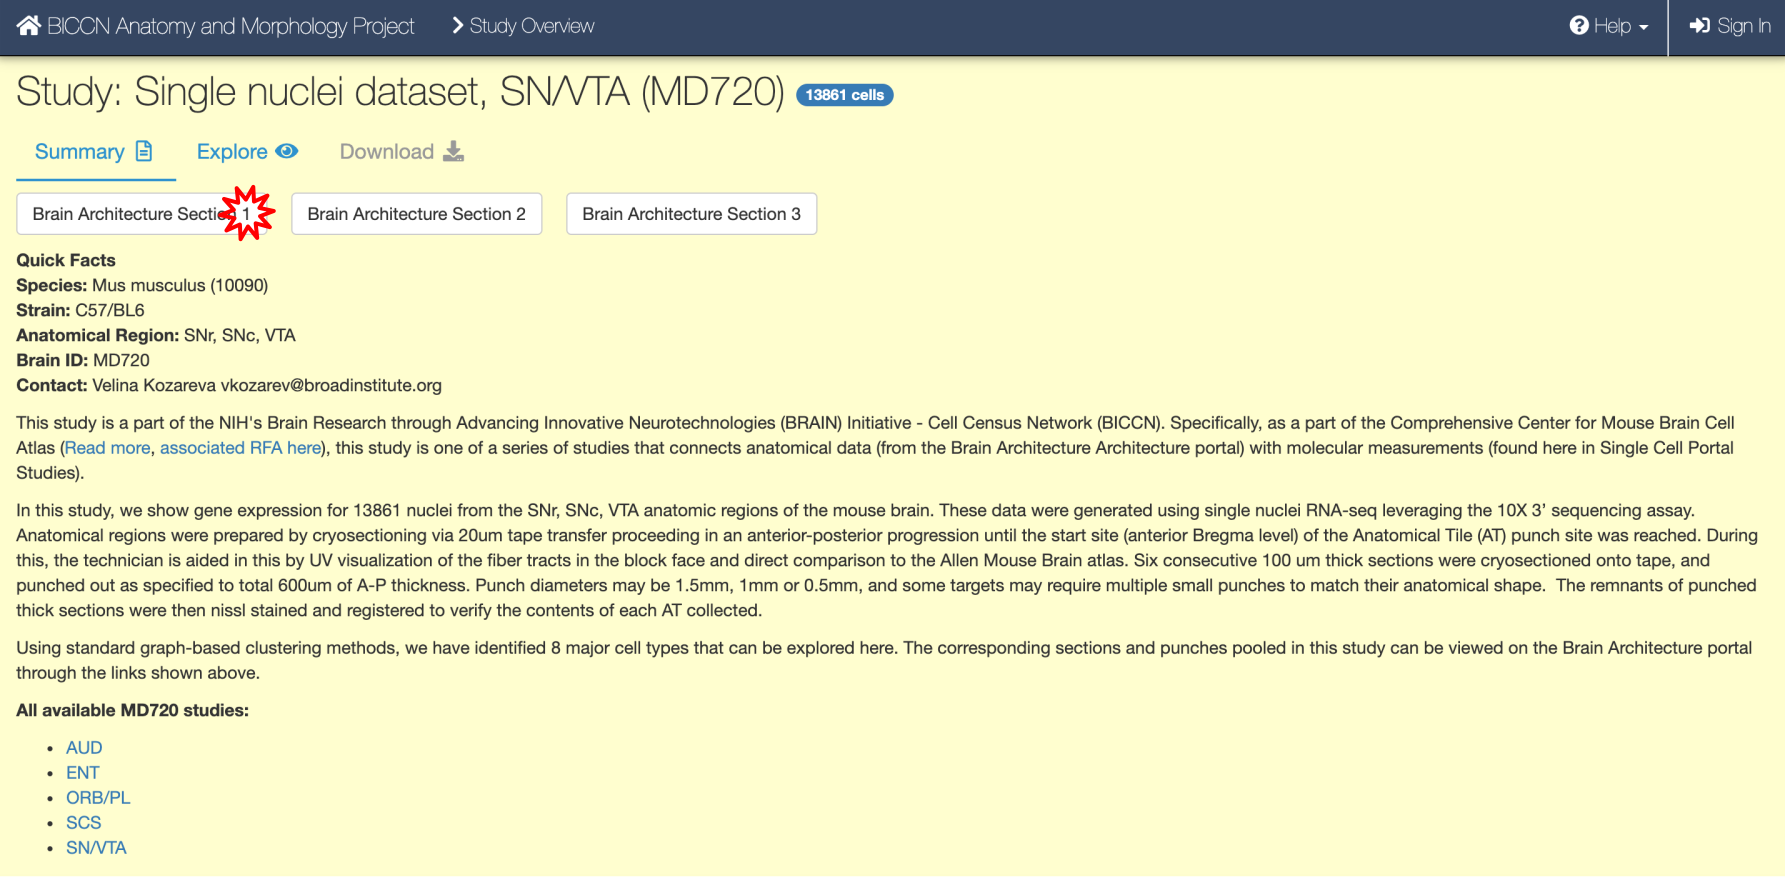 BICCN Anatomy and Morphology Project Study Overview Help Sign In
Study: Single nuclei dataset, SN/VTA (MD720) 13861 cells
Summary Explore Download
Brain Architecture Section 1 Brain Architecture Section 2 Brain Architecture Section 3
Quick Facts
Species: Mus musculus (10090)
Strain: C57/BL6
Anatomical Region: SNr, SNc, VTA
Brain ID: MD720
Contact: Velina Kozareva vkozarev@broadinstitute.org
This study is a part of the NIH's Brain Research through Advancing Innovative Neurotechnologies (BRAIN) Initiative - Cell Census Network (BICCN). Specifically, as a part of the Comprehensive Center for Mouse Brain Cell
Atlas (Read more, associated RFA here), this study is one of a series of studies that connects anatomical data (from the Brain Architecture Architecture portal) with molecular measurements (found here in Single Cell Portal
Studies).
In this study, we show gene expression for 13861 nuclei from the SNr, SNc, VTA anatomic regions of the mouse brain. These data were generated using single nuclei RNA-seq leveraging the 10X 3’ sequencing assay.
Anatomical regions were prepared by cryosectioning via 20um tape transfer proceeding in an anterior-posterior progression until the start site (anterior Bregma level) of the Anatomical Tile (AT) punch site was reached. During
this, the technician is aided in this by UV visualization of the fiber tracts in the block face and direct comparison to the Allen Mouse Brain atlas. Six consecutive 100 um thick sections were cryosectioned onto tape, and
punched out as specified to total 600um of A-P thickness. Punch diameters may be 1.5mm, 1mm or 0.5mm, and some targets may require multiple small punches to match their anatomical shape. The remnants of punched
thick sections were then nissl stained and registered to verify the contents of each AT collected.
Using standard graph-based clustering methods, we have identified 8 major cell types that can be explored here. The corresponding sections and punches pooled in this study can be viewed on the Brain Architecture portal
through the links shown above.
All available MD720 studies:
• AUD
• ENT
• ORB/PL
• SCS
• SN/VTA